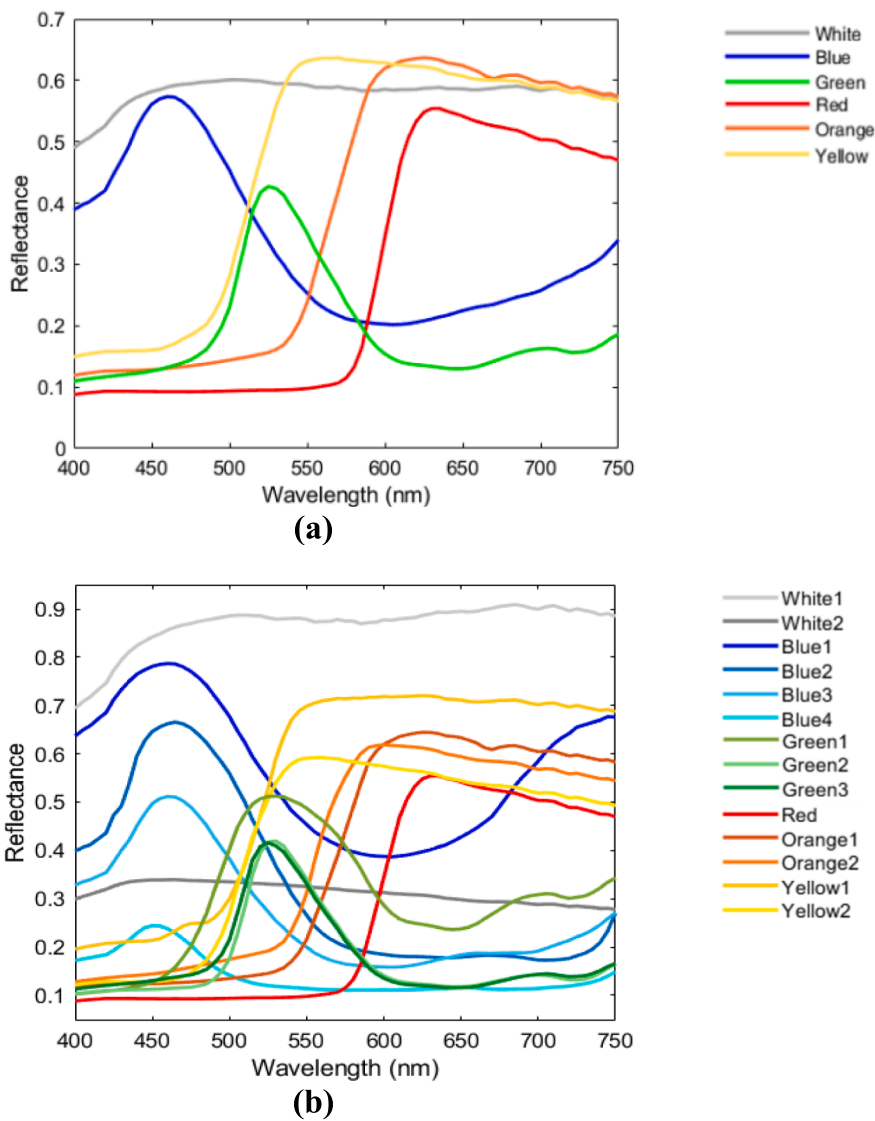 0.7
0.6
0.5
0.4
0.3
0.2
0.1
0
Reflectance
400 450 500 550 600 650 700 750
Wavelength (nm)
White
Blue
Green
Red
Orange
Yellow
(a)
0.9
0.8
0.7
0.6
0.5
0.4
0.3
0.2
0.1
Reflectance
400 450 500 550 600 650 700 750
Wavelength (nm)
White1
White2
Blue1
Blue2
Blue3
Blue4
Green1
Green2
Green3
Red
Orange1
Orange2
Yellow1
Yellow2
(b)